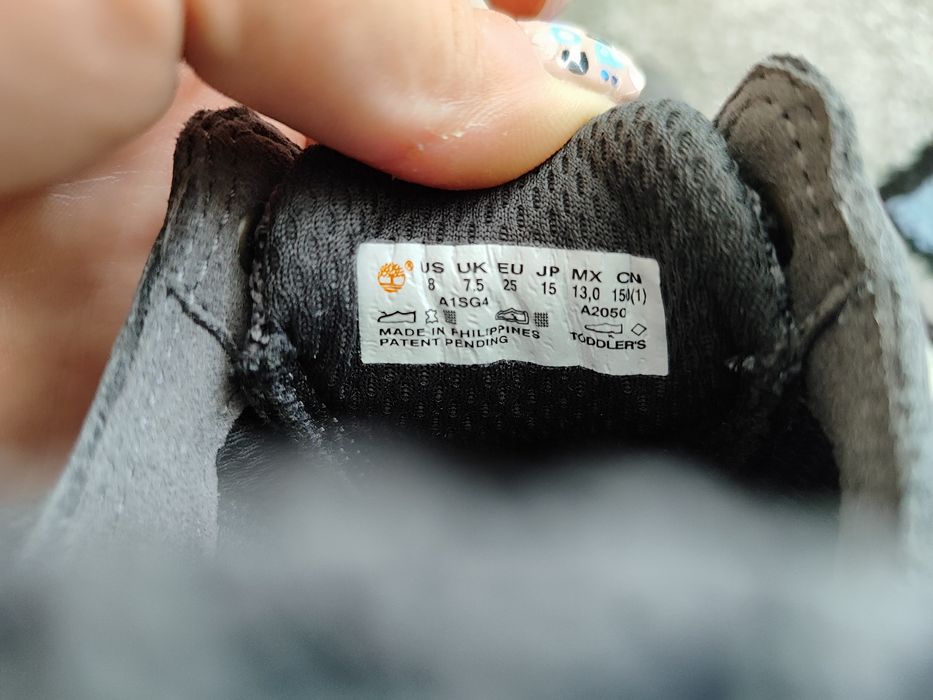 ® US UK EU JP MX CN
8 7.5 25 15 13,0 150(1)
A1SG4 A2050
MADE IN PHILIPPINES TODDLER'S
PATENT PENDING